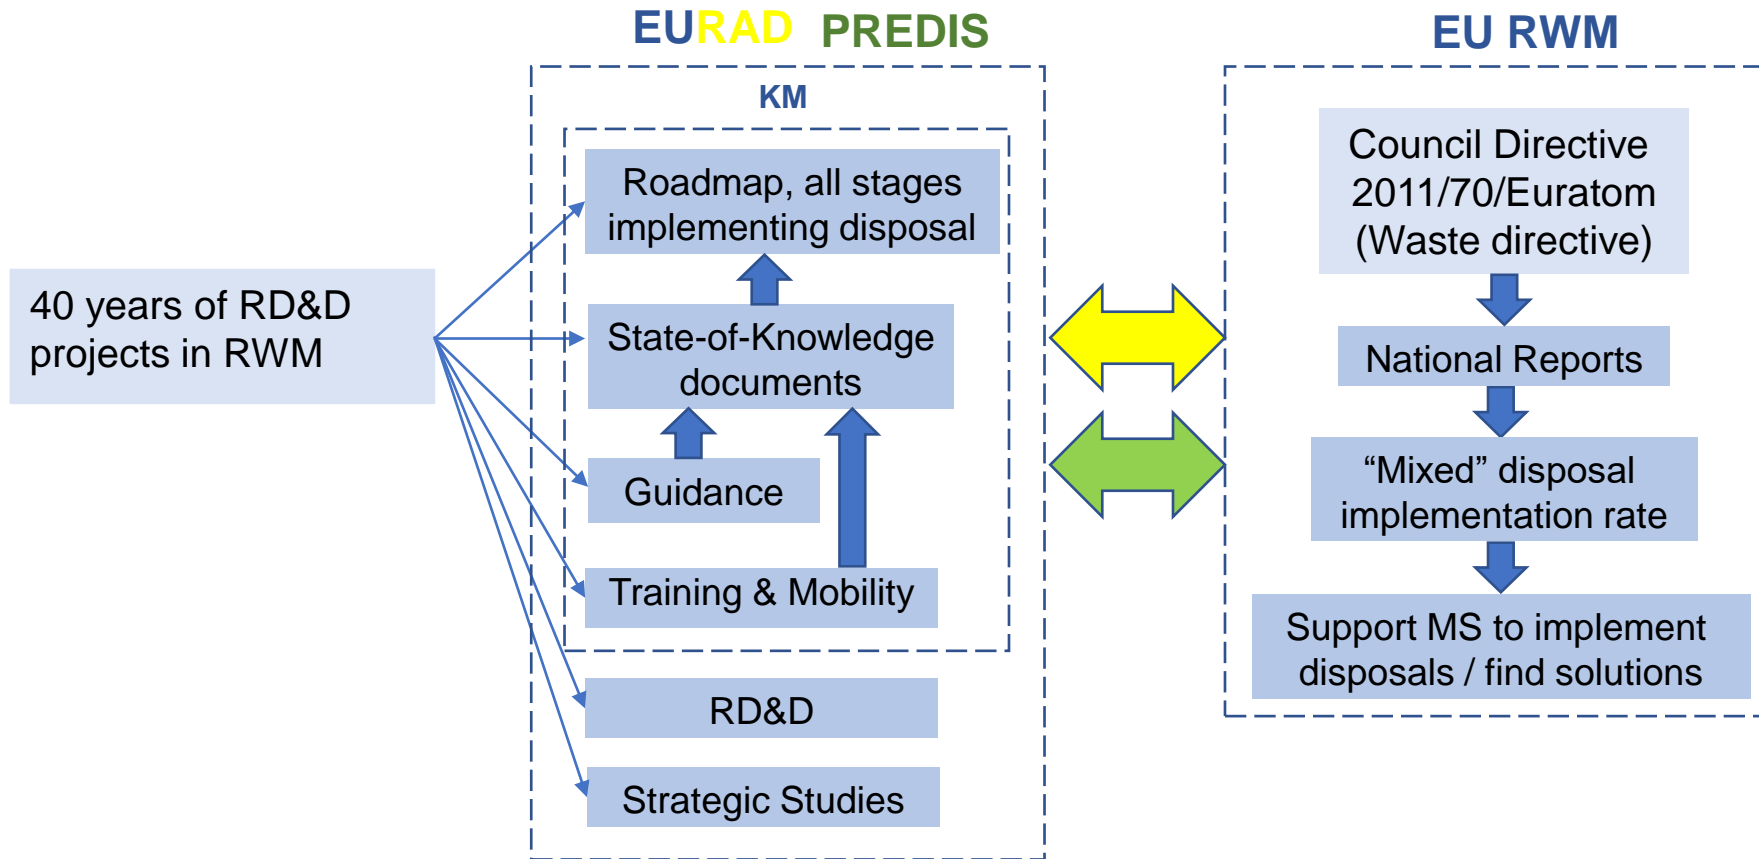 EURAD PREDIS
EU RWM
KM
40 years of RD&D
projects in RWM
Roadmap, all stages
implementing disposal
State-of-Knowledge
documents
Guidance
Training & Mobility
RD&D
Strategic Studies
Council Directive
2011/70/Euratom
(Waste directive)
National Reports
“Mixed” disposal
implementation rate
Support MS to implement
disposals / find solutions